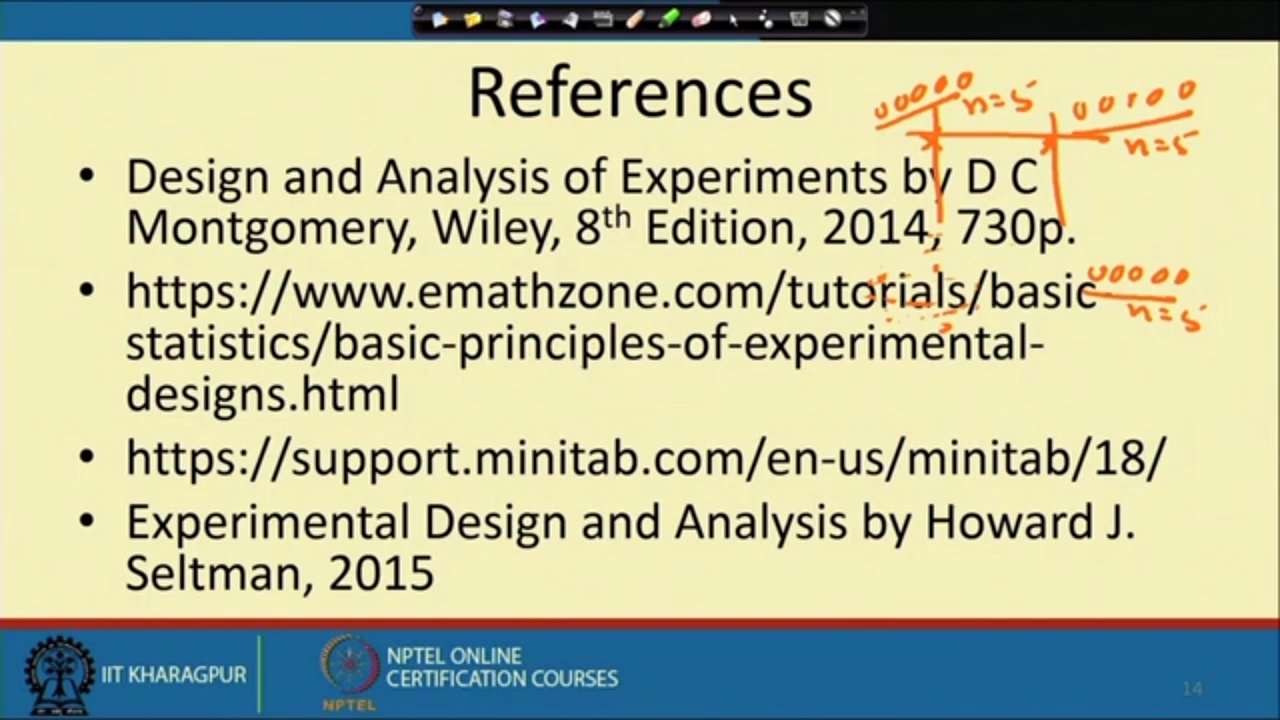 References
00000 n=5 00100
n=5
• Design and Analysis of Experiments by D C
Montgomery, Wiley, 8th Edition, 2014, 730p.
• https://www.emathzone.com/tutorials/basic
00000
n=5
statistics/basic-principles-of-experimental-
designs.html
• https://support.minitab.com/en-us/minitab/18/
• Experimental Design and Analysis by Howard J.
Seltman, 2015
IIT KHARAGPUR
NPTEL
NPTEL ONLINE
CERTIFICATION COURSES
14